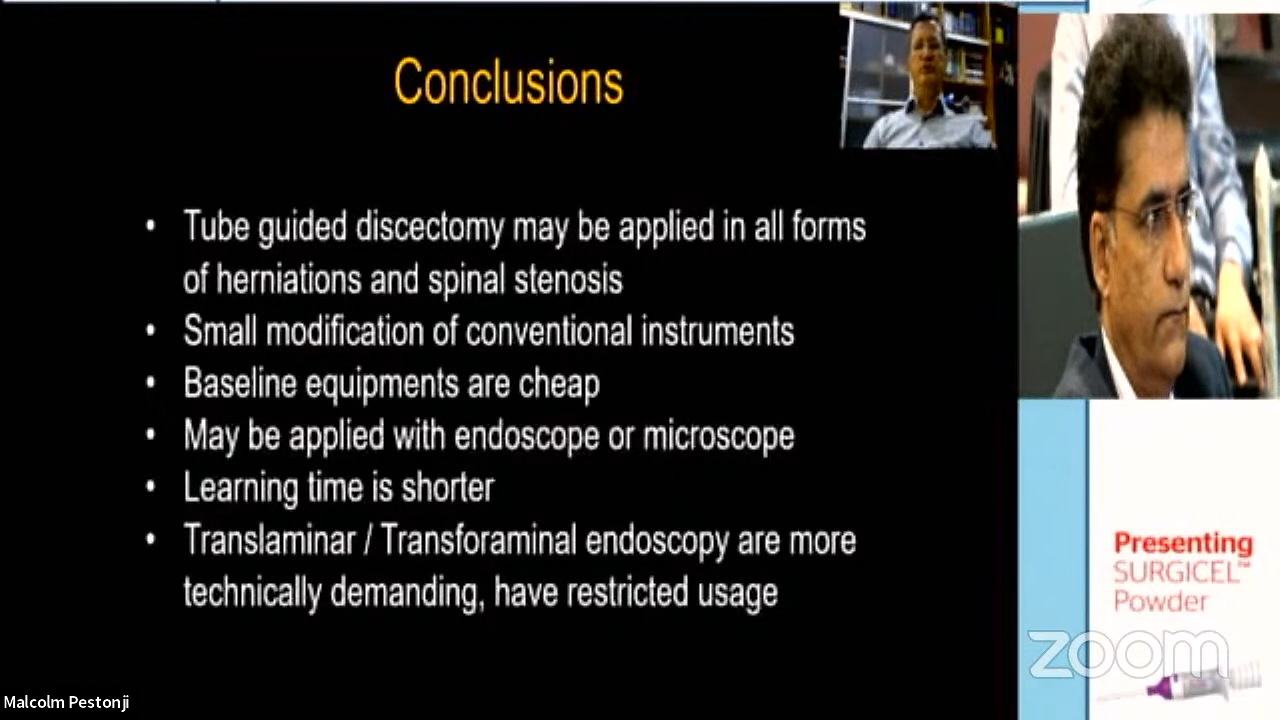 Conclusions
• Tube guided discectomy may be applied in all forms
of herniations and spinal stenosis
• Small modification of conventional instruments
• Baseline equipments are cheap
• May be applied with endoscope or microscope
• Learning time is shorter
• Translaminar / Transforaminal endoscopy are more
technically demanding, have restricted usage
Presenting
SURGICEL™
Powder
zoom
Malcolm Pestonji